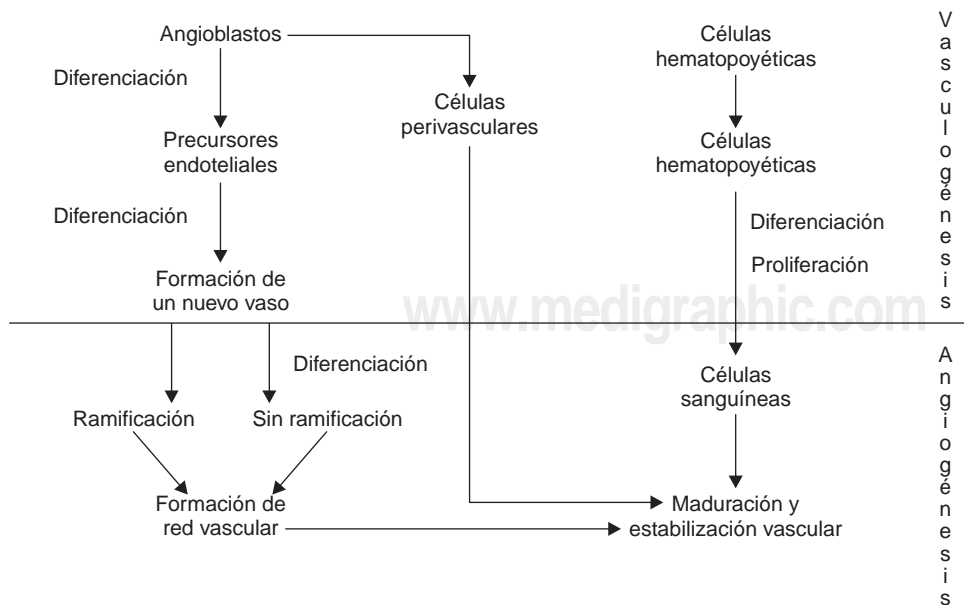 Angioblastos
Diferenciación
Precursores
endoteliales
Diferenciación
Formación de
un nuevo vaso
Células
perivasculares
Células
hematopoyéticas
Células
hematopoyéticas
Diferenciación
Proliferación
Vasculogénesis
www.medigraphic.com
Diferenciación
Ramificación
Sin ramificación
Formación de
red vascular
Células
sanguíneas
Maduración y
estabilización vascular
Angiogénesis